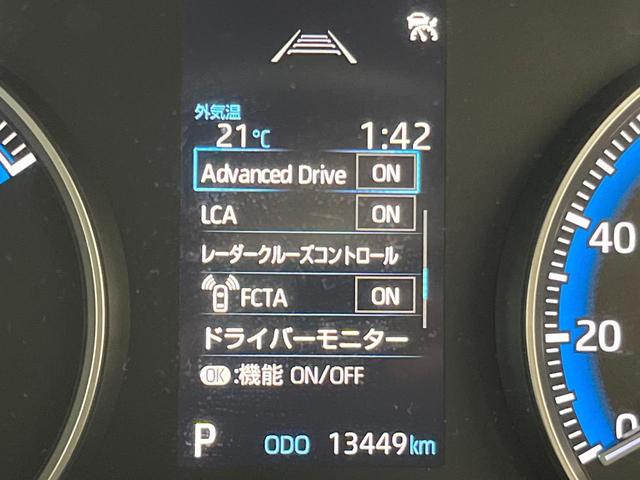 外気温
21℃ 1:42
Advanced Drive ON
LCA ON
レーダークルーズコントロール
FCTA ON
ドライバーモニター
OK:機能 ON/OFF
P ODO 13449km
40
20
0